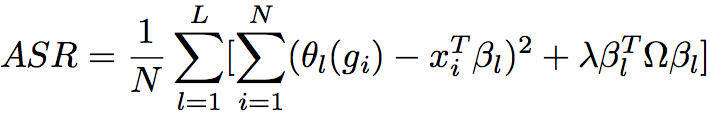 $ASR = \frac{1}{N} \sum_{l=1}^{L} [\sum_{i=1}^{N} (\theta_l(g_i) - x_i^T \beta_l)^2 + \lambda \beta_l^T \Omega \beta_l]$